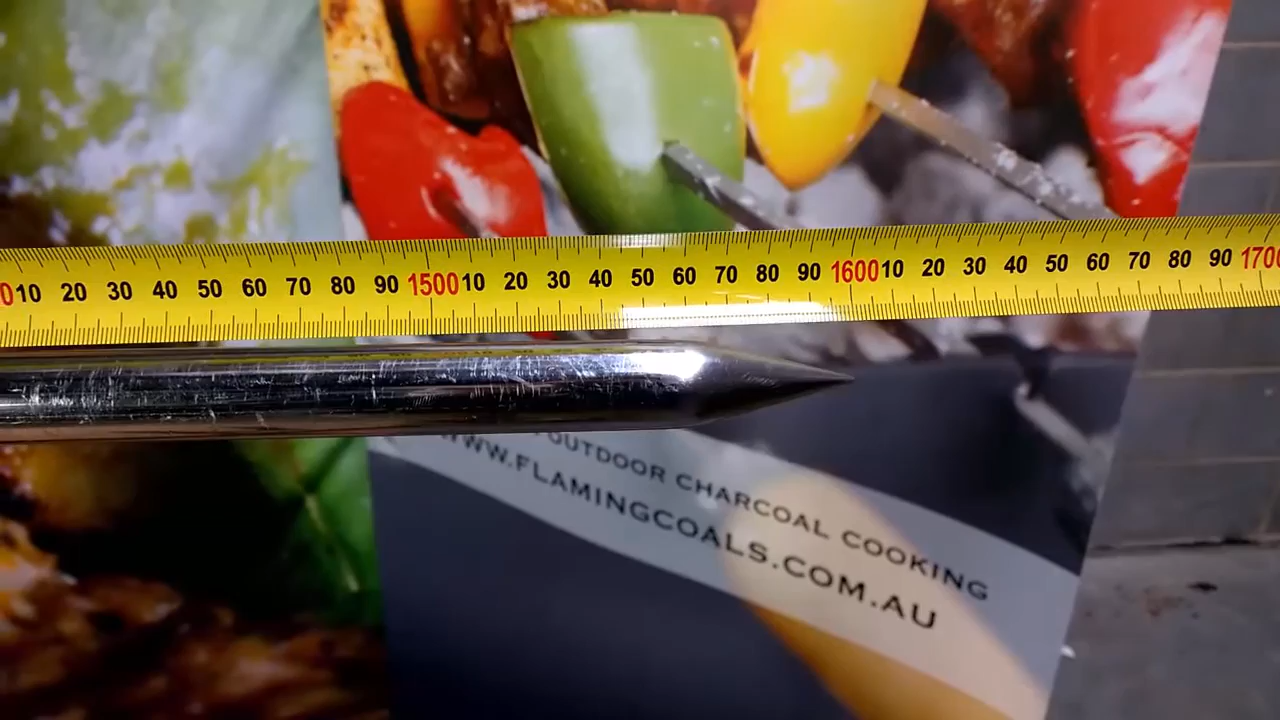 0 10 20 30 40 50 60 70 80 90 1500 10 20 30 40 50 60 70 80 90 1600 10 20 30 40 50 60 70 80 90 1700
OUTDOOR CHARCOAL COOKING
WWW.FLAMINGCOALS.COM.AU